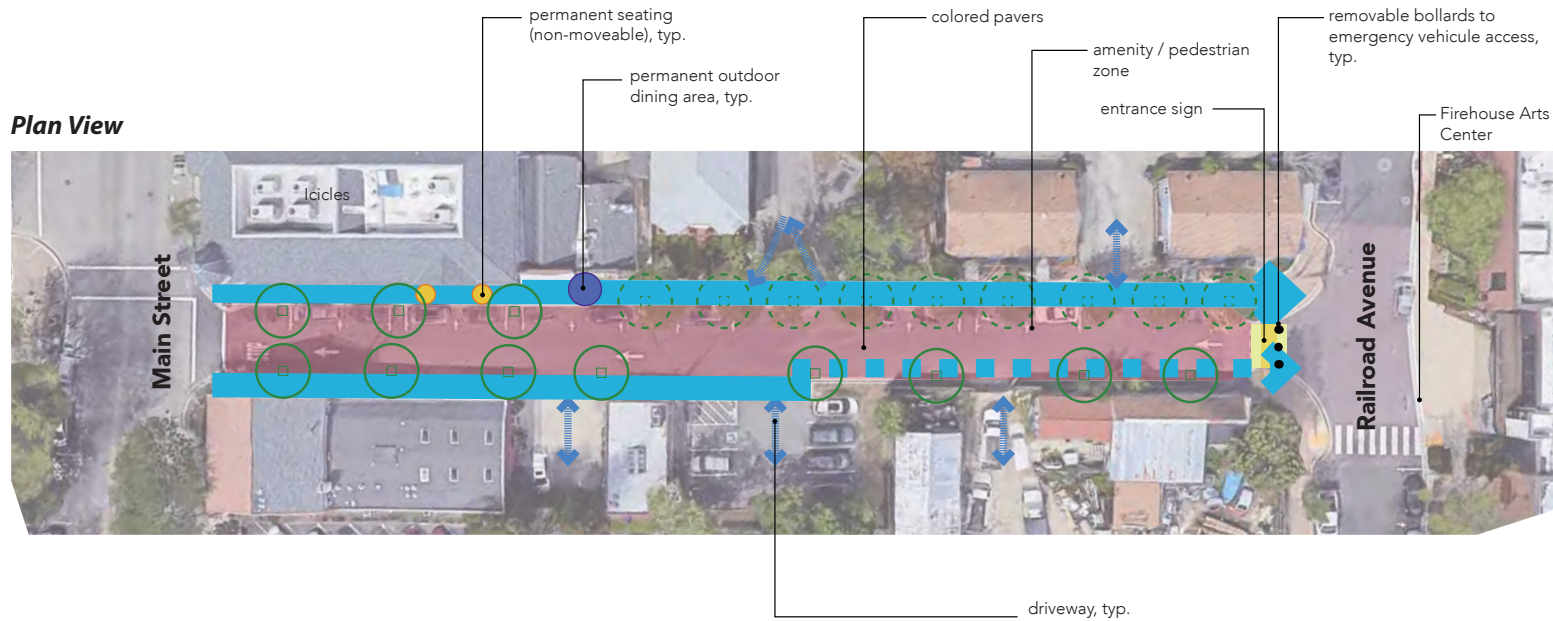 permanent seating
(non-moveable), typ.
colored pavers
removable bollards to
emergency vehicule access,
typ.
amenity / pedestrian
zone
permanent outdoor
dining area, typ.
entrance sign
Firehouse Arts
Center
Plan View
Icicles
Main Street
Railroad Avenue
driveway, typ.